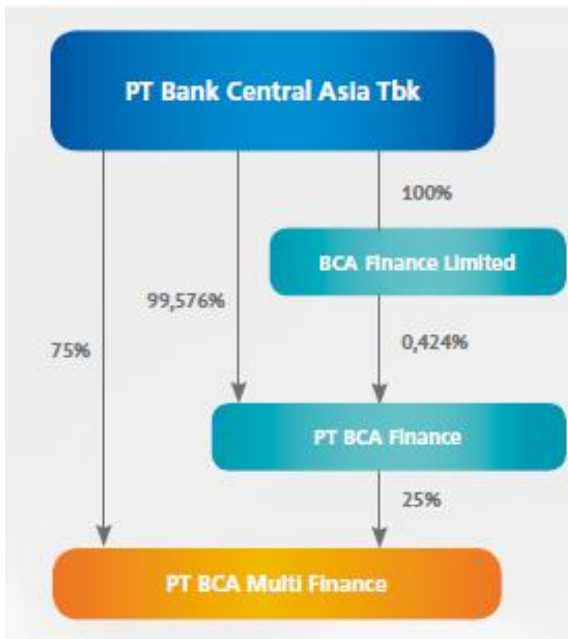 PT Bank Central Asia Tbk
100%
BCA Finance Limited
99,576%
0,424%
75%
PT BCA Finance
25%
PT BCA Multi Finance